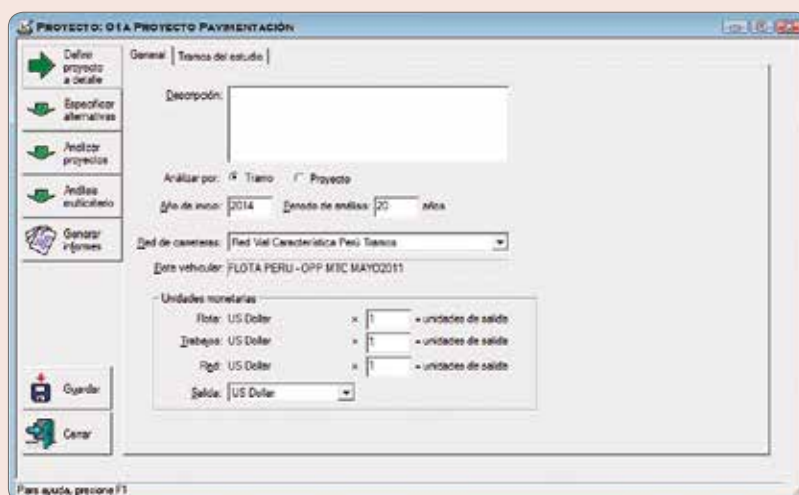 PROYECTO: 01A PROYECTO PAVIMENTACIÓN
Definir proyecto a detalle
Especificar alternativas
Analizar proyectos
Análisis multicriterio
Generar informes
Guardar
Cerrar
General
Tramos del estudio
Descripción:
Analizar por: Tramo Proyecto
Año de inicio: 2014 Periodo de análisis: 20 años
Red de carreteras: Red Vial Característica Perú Tramos
Flota vehicular: FLOTA PERU - OPP MTC MAYO2011
Unidades monetarias
Flota: US Dollar × 1 = unidades de salida
Trabajos: US Dollar × 1 = unidades de salida
Red: US Dollar × 1 = unidades de salida
Salida: US Dollar
Para ayuda, presione F1